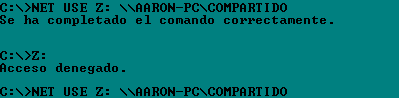 C:\>NET USE Z: \\AARON-PC\COMPARTIDO
Se ha completado el comando correctamente.
C:\>Z:
Acceso denegado.
C:\>NET USE Z: \\AARON-PC\COMPARTIDO